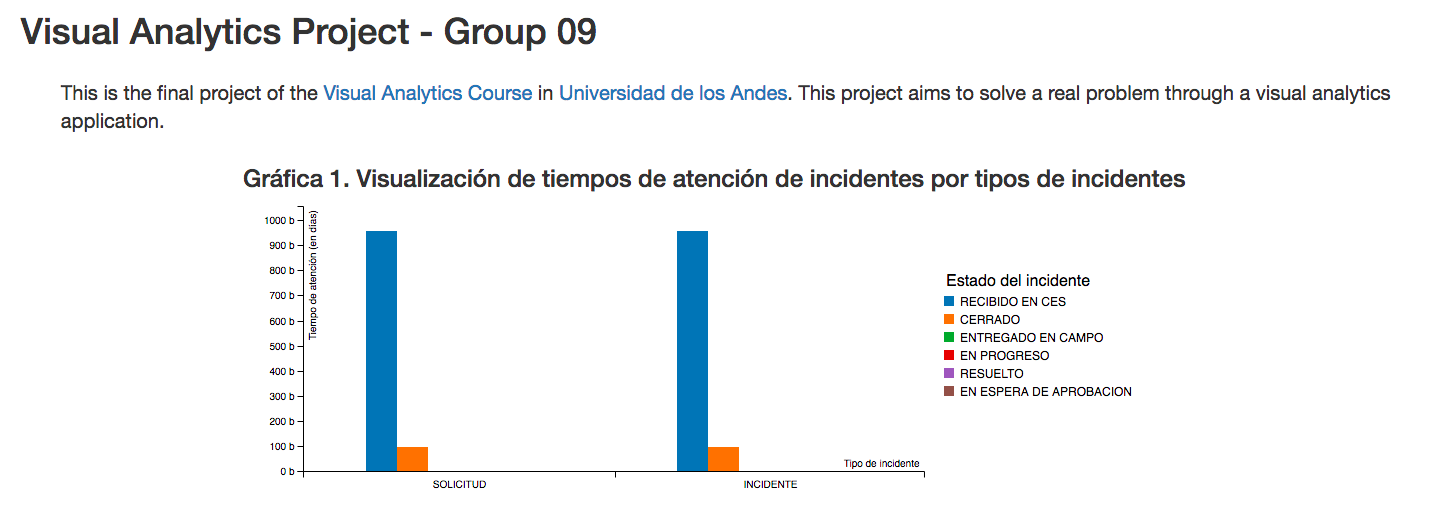 Visual Analytics Project - Group 09
This is the final project of the Visual Analytics Course in Universidad de los Andes. This project aims to solve a real problem through a visual analytics
application.
Gráfica 1. Visualización de tiempos de atención de incidentes por tipos de incidentes
1000 b
900 b
800 b
700 b
600 b
500 b
400 b
300 b
200 b
100 b
0 b
Tiempo de atención (en días)
SOLICITUD
INCIDENTE
Tipo de incidente
Estado del incidente
RECIBIDO EN CES
CERRADO
ENTREGADO EN CAMPO
EN PROGRESO
RESUELTO
EN ESPERA DE APROBACION